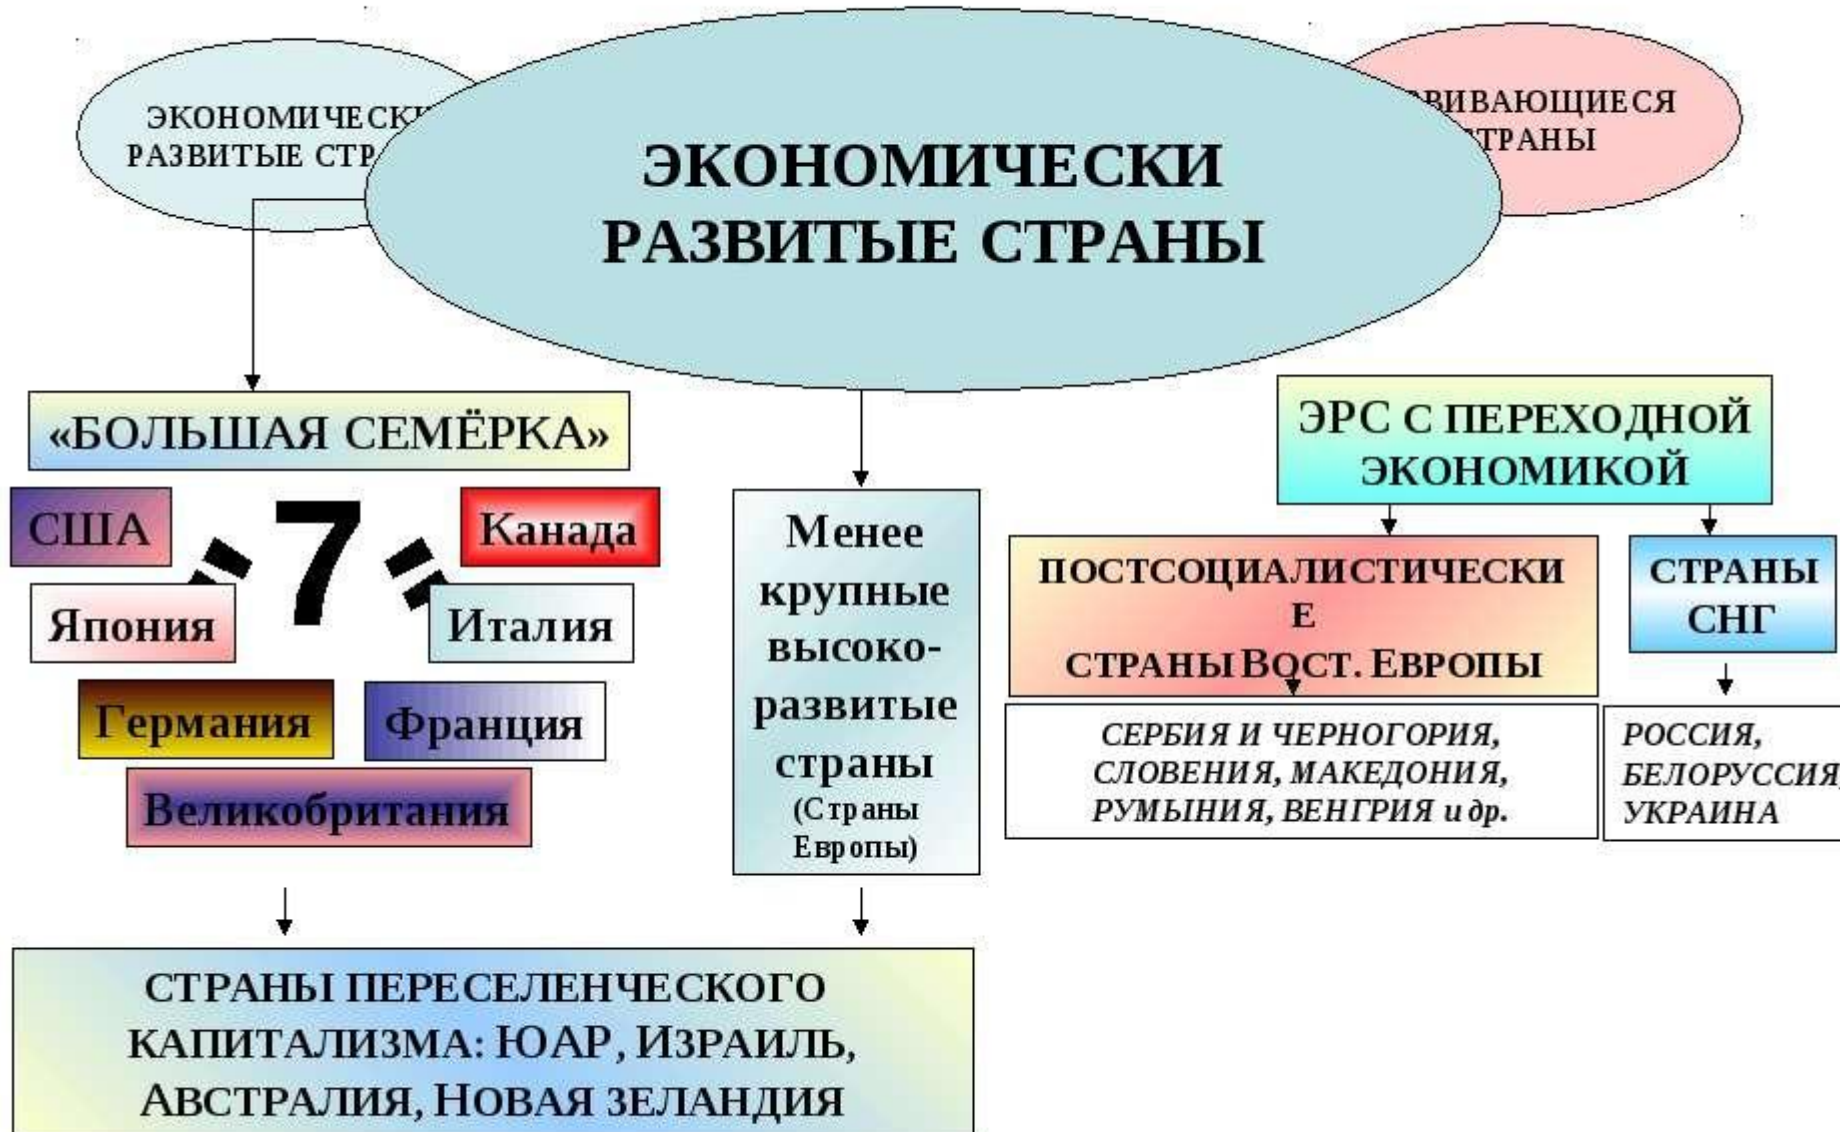 ЭКОНОМИЧЕСКИ
РАЗВИТЫЕ СТР
ЭКОНОМИЧЕСКИ
РАЗВИТЫЕ СТРАНЫ
ВИВАЮЩИЕСЯ
СТРАНЫ
«БОЛЬШАЯ СЕМЁРКА»
США
7
Канада
Япония
Италия
Германия
Франция
Великобритания
Менее
крупные
высоко-
развитые
страны
(Страны
Европы)
ЭРС С ПЕРЕХОДНОЙ
ЭКОНОМИКОЙ
ПОСТСОЦИАЛИСТИЧЕСКИ
Е
СТРАНЫ ВОСТ. ЕВРОПЫ
СТРАНЫ
СНГ
СЕРБИЯ И ЧЕРНОГОРИЯ,
СЛОВЕНИЯ, МАКЕДОНИЯ,
РУМЫНИЯ, ВЕНГРИЯ и др.
РОССИЯ,
БЕЛОРУССИЯ,
УКРАИНА
СТРАНЫ ПЕРЕСЕЛЕНЧЕСКОГО
КАПИТАЛИЗМА: ЮАР, ИЗРАИЛЬ,
АВСТРАЛИЯ, НОВАЯ ЗЕЛАНДИЯ